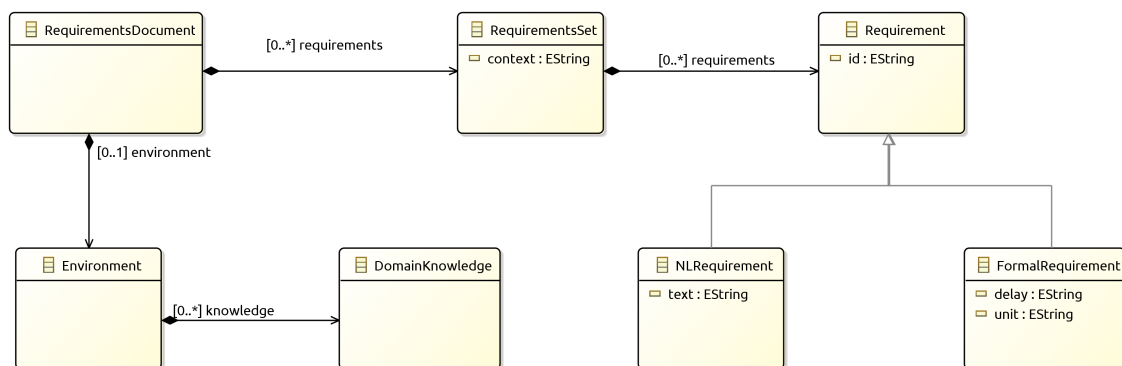 RequirementsDocument
[0..*] requirements
RequirementsSet
context : EString
[0..*] requirements
Requirement
id : EString
[0..1] environment
Environment
[0..*] knowledge
DomainKnowledge
NLRequirement
text : EString
FormalRequirement
delay : EString
unit : EString